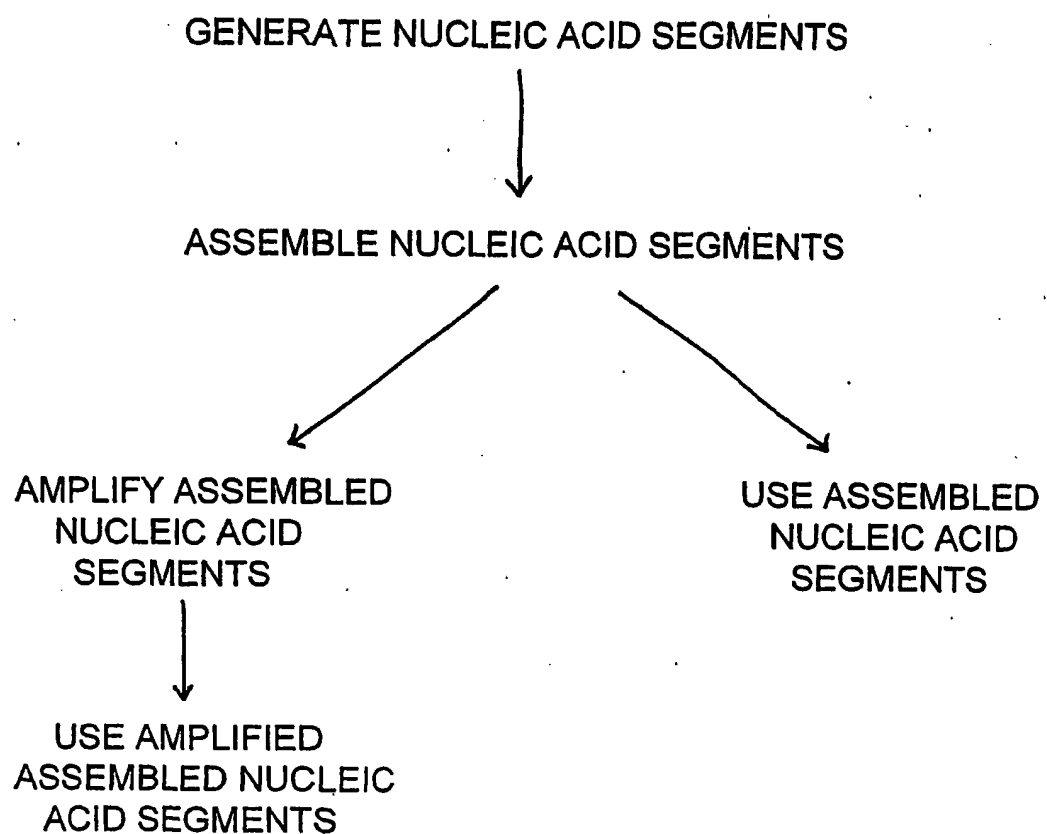 GENERATE NUCLEIC ACID SEGMENTS
ASSEMBLE NUCLEIC ACID SEGMENTS
AMPLIFY ASSEMBLED
NUCLEIC ACID
SEGMENTS
USE ASSEMBLED
NUCLEIC ACID
SEGMENTS
USE AMPLIFIED
ASSEMBLED NUCLEIC
ACID SEGMENTS